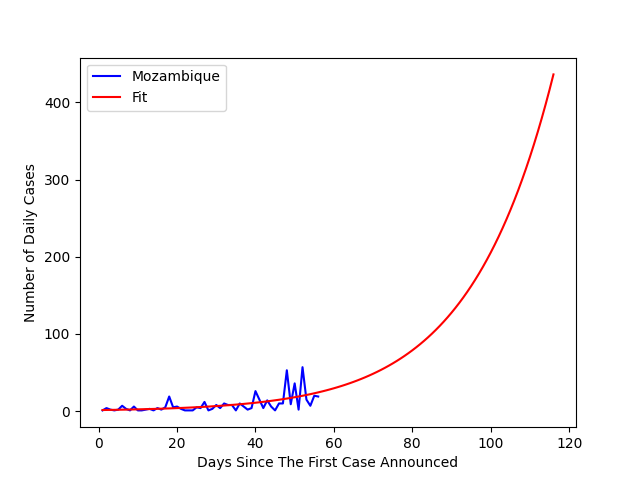 Mozambique
Fit
400
300
200
100
0
Number of Daily Cases
0 20 40 60 80 100 120
Days Since The First Case Announced